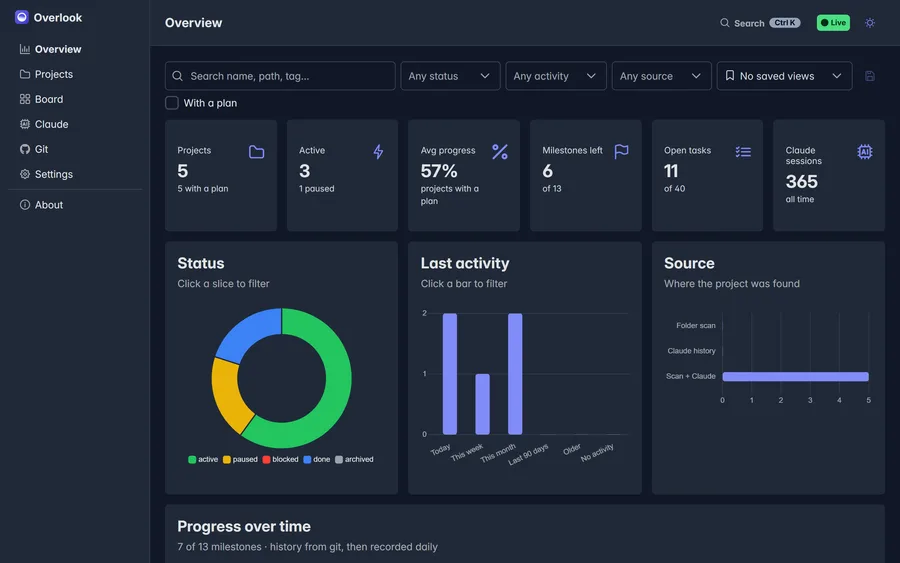 Overlook
Overview
Projects
Board
Claude
Git
Settings
About
Overview
Search Ctrl K
Live
Search name, path, tag...
Any status
Any activity
Any source
No saved views
With a plan
Projects
5
5 with a plan
Active
3
1 paused
Avg progress
57%
projects with a
plan
Milestones left
6
of 13
Open tasks
11
of 40
Claude
sessions
365
all time
AI
Status
Click a slice to filter
active paused blocked done archived
Last activity
Click a bar to filter
2
1
0
Today This week This month Last 90 days Older No activity
Source
Where the project was found
Folder scan
Claude history
Scan + Claude
0 1 2 3 4 5
Progress over time
7 of 13 milestones · history from git, then recorded daily